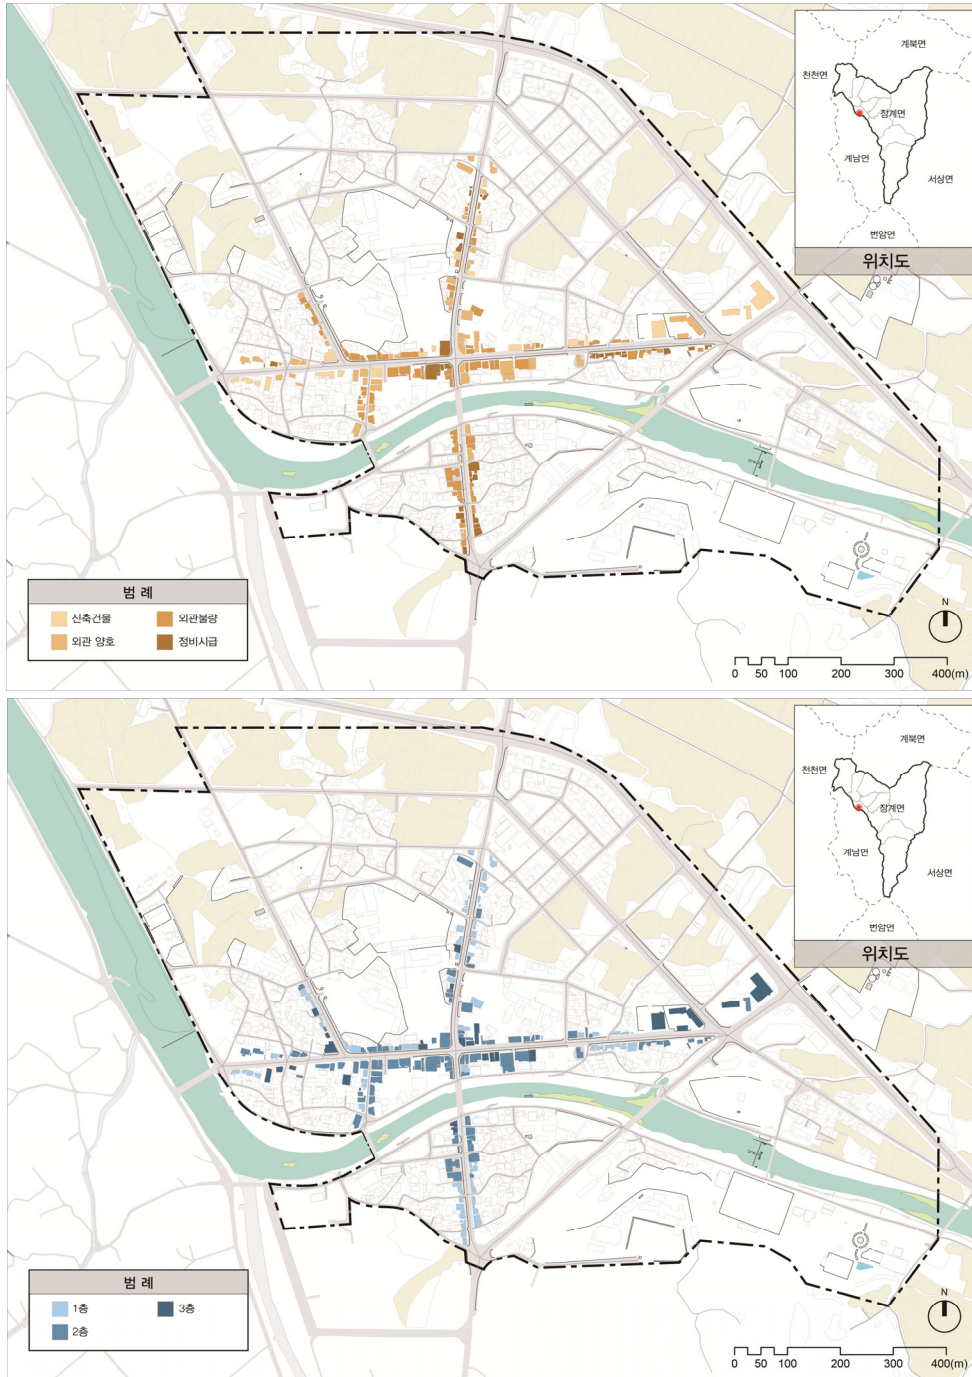 계북면
천천면
장계면
계남면
서상면
번암면
위치도
범 례
신축건물
외관불량
외관 양호
정비시급
N
0 50 100 200 300 400(m)
계북면
천천면
장계면
계남면
서상면
번암면
위치도
범 례
1층
3층
2층
N
0 50 100 200 300 400(m)